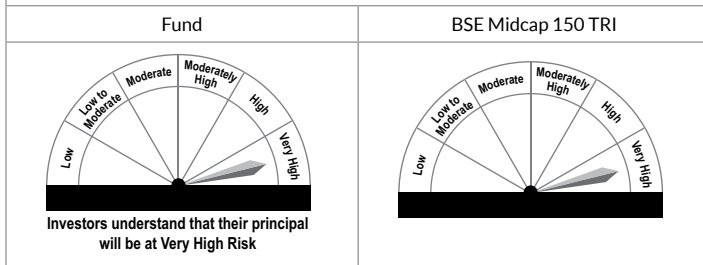 Fund
BSE Midcap 150 TRI
Low
Low to
Moderate
Moderate
Moderately
High
High
Very High
Investors understand that their principal
will be at Very High Risk
Low
Low to
Moderate
Moderate
Moderately
High
High
Very High